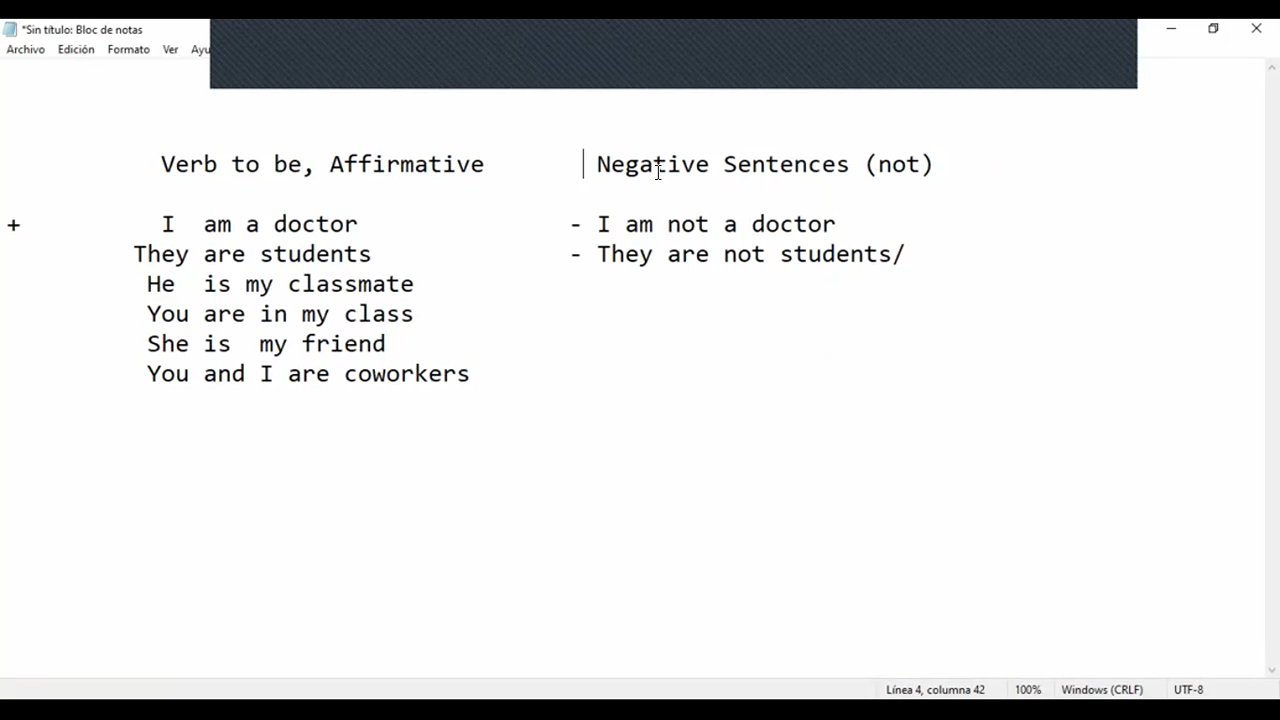 *Sin título: Bloc de notas
Archivo Edición Formato Ver Ayu
Verb to be, Affirmative Negative Sentences (not)
+ I am a doctor - I am not a doctor
They are students - They are not students/
He is my classmate
You are in my class
She is my friend
You and I are coworkers
Línea 4, columna 42 100% Windows (CRLF) UTF-8